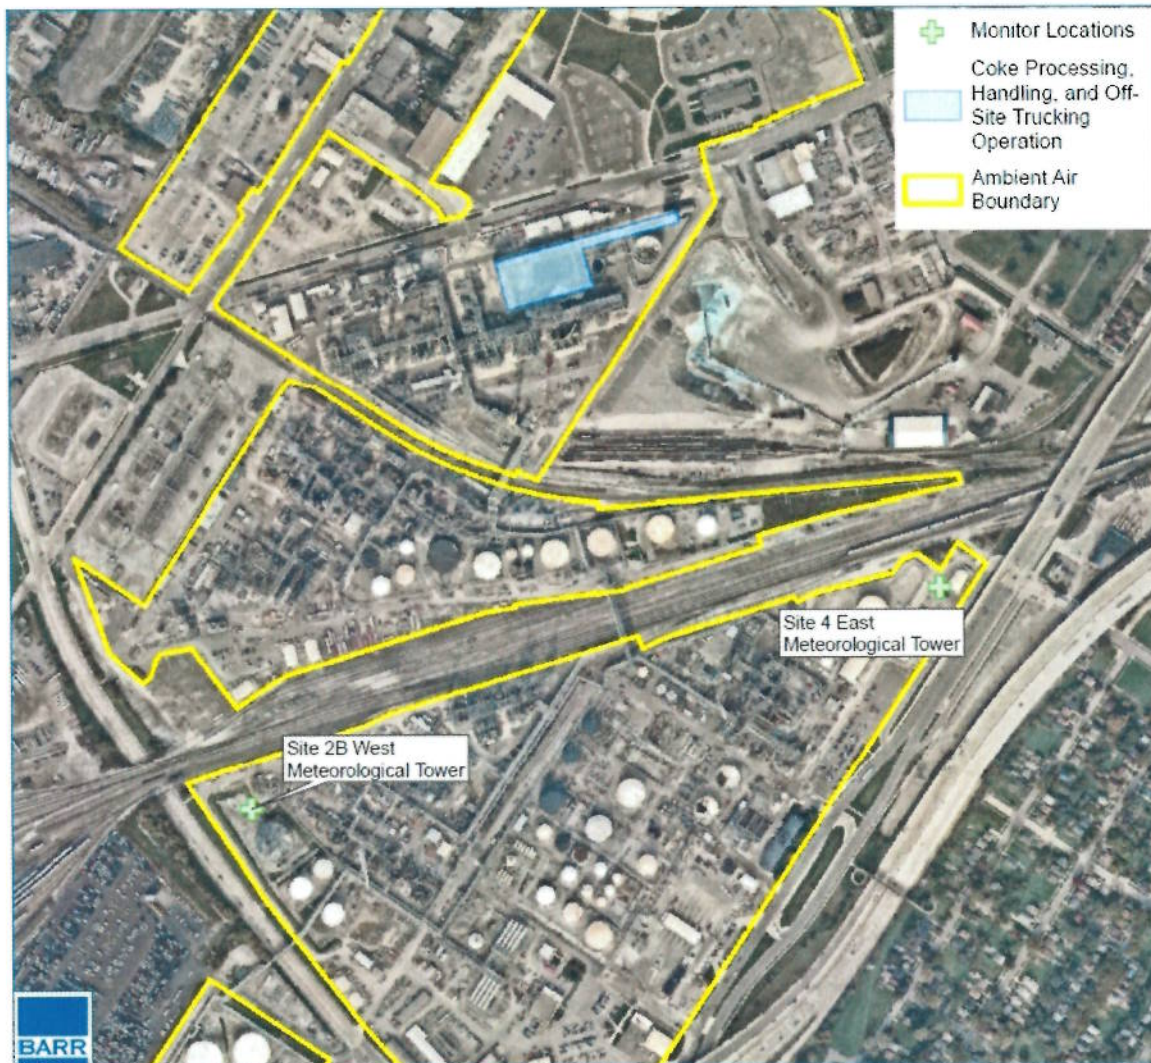 Monitor Locations
Coke Processing,
Handling, and Off-
Site Trucking
Operation
Ambient Air
Boundary
Site 4 East
Meteorological Tower
Site 2B West
Meteorological Tower
BARR